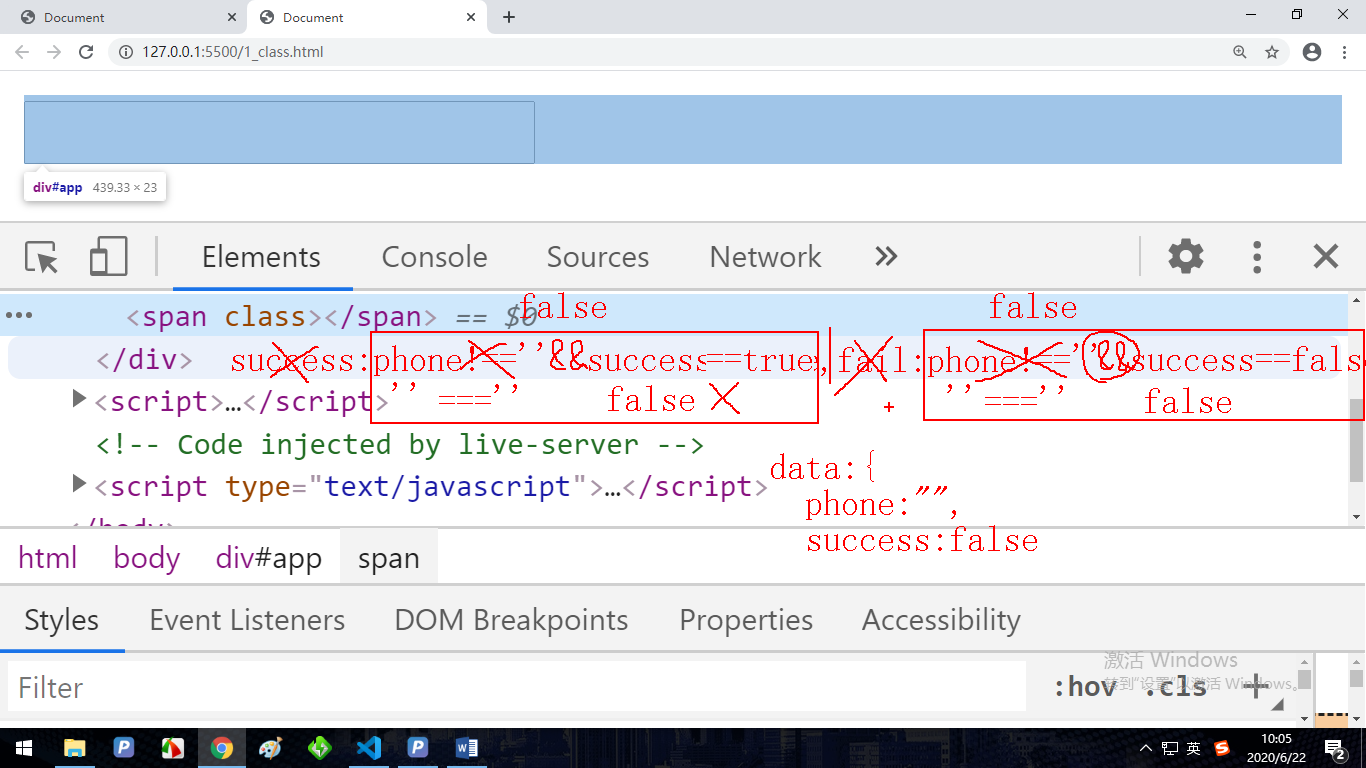 Document
Document
127.0.0.1:5500/1_class.html
div#app 439.33 × 23
Elements Console Sources Network »
false false
<span class></span> == $0
</div> success:phone!==''&&success==true, fail:phone!==''&&success==fals
'' ==='' false '' ==='' false
<script>…</script>
<!-- Code injected by live-server -->
<script type="text/javascript">…</script>
data:{
phone:"",
success:false
</body>
html body div#app span
Styles Event Listeners DOM Breakpoints Properties Accessibility
激活 Windows
转到"设置"以激活 Windows。
Filter :hov .cls +
英
10:05
2020/6/22
2